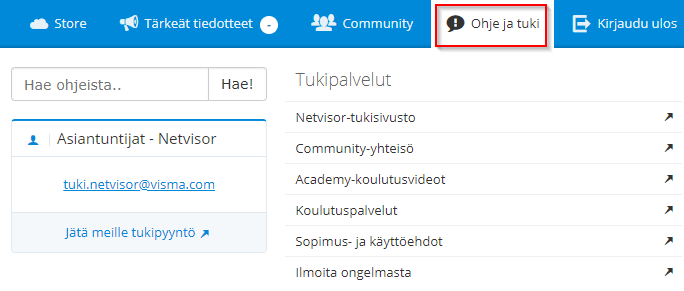 Store Tärkeät tiedotteet - Community Ohje ja tuki Kirjaudu ulos
Hae ohjeista.. Hae!
Asiantuntijat - Netvisor
tuki.netvisor@visma.com
Jätä meille tukipyyntö
Tukipalvelut
Netvisor-tukisivusto
Community-yhteisö
Academy-koulutusvideot
Koulutuspalvelut
Sopimus- ja käyttöehdot
Ilmoita ongelmasta